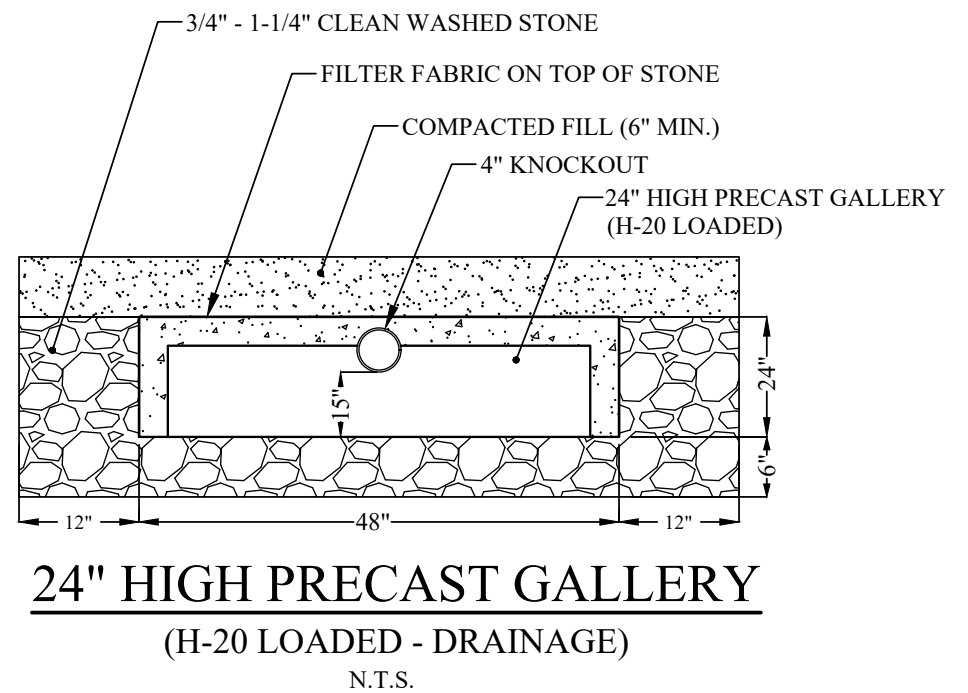 3/4" - 1-1/4" CLEAN WASHED STONE
FILTER FABRIC ON TOP OF STONE
COMPACTED FILL (6" MIN.)
4" KNOCKOUT
24" HIGH PRECAST GALLERY
(H-20 LOADED)
15"
24"
6"
12"
48"
12"
24" HIGH PRECAST GALLERY
(H-20 LOADED - DRAINAGE)
N.T.S.